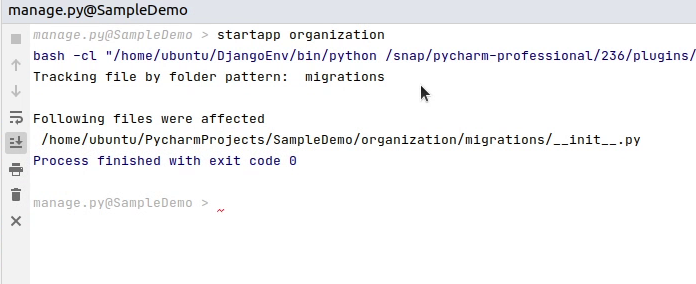 manage.py@SampleDemo
manage.py@SampleDemo > startapp organization
bash -cl "/home/ubuntu/DjangoEnv/bin/python /snap/pycharm-professional/236/plugins/
Tracking file by folder pattern:  migrations
Following files were affected
/home/ubuntu/PycharmProjects/SampleDemo/organization/migrations/__init__.py
Process finished with exit code 0
manage.py@SampleDemo >